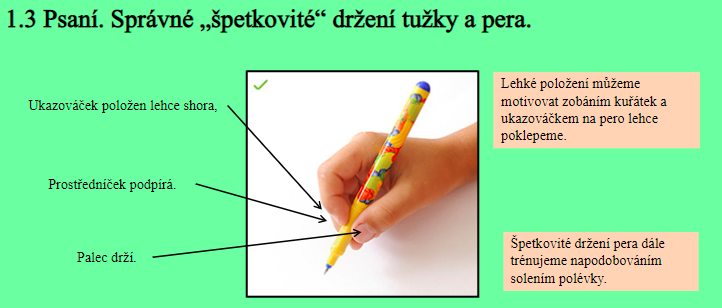 1.3 Psaní. Správné „špetkovité“ držení tužky a pera.
Ukazováček položen lehce shora,
Prostředníček podpírá.
Palec drží.
Lehké položení můžeme
motivovat zobáním kuřátek a
ukazováčkem na pero lehce
poklepeme.
Špetkovité držení pera dále
trénujeme napodobováním
solením polévky.